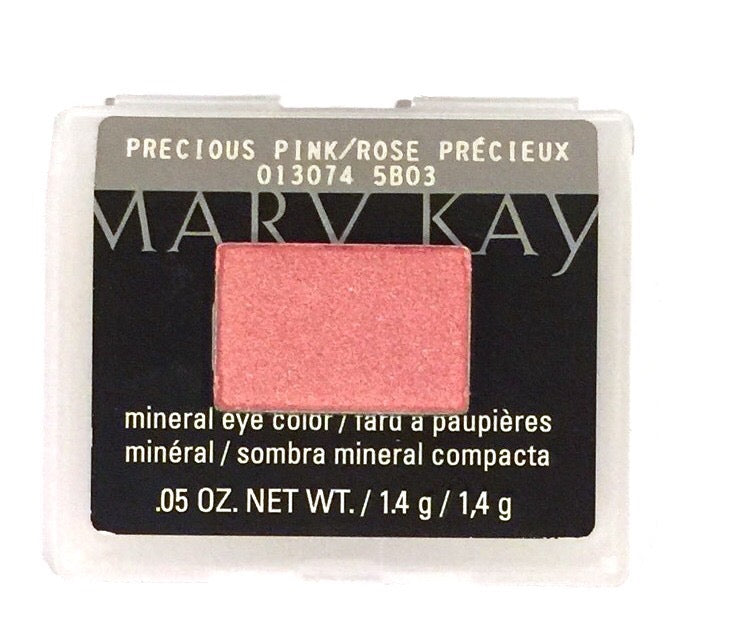 PRECIOUS PINK/ROSE PRÉCIEUX
013074 5B03
MARY KAY
mineral eye color / fard à paupières
minéral / sombra mineral compacta
.05 OZ. NET WT. / 1.4 g / 1,4 g